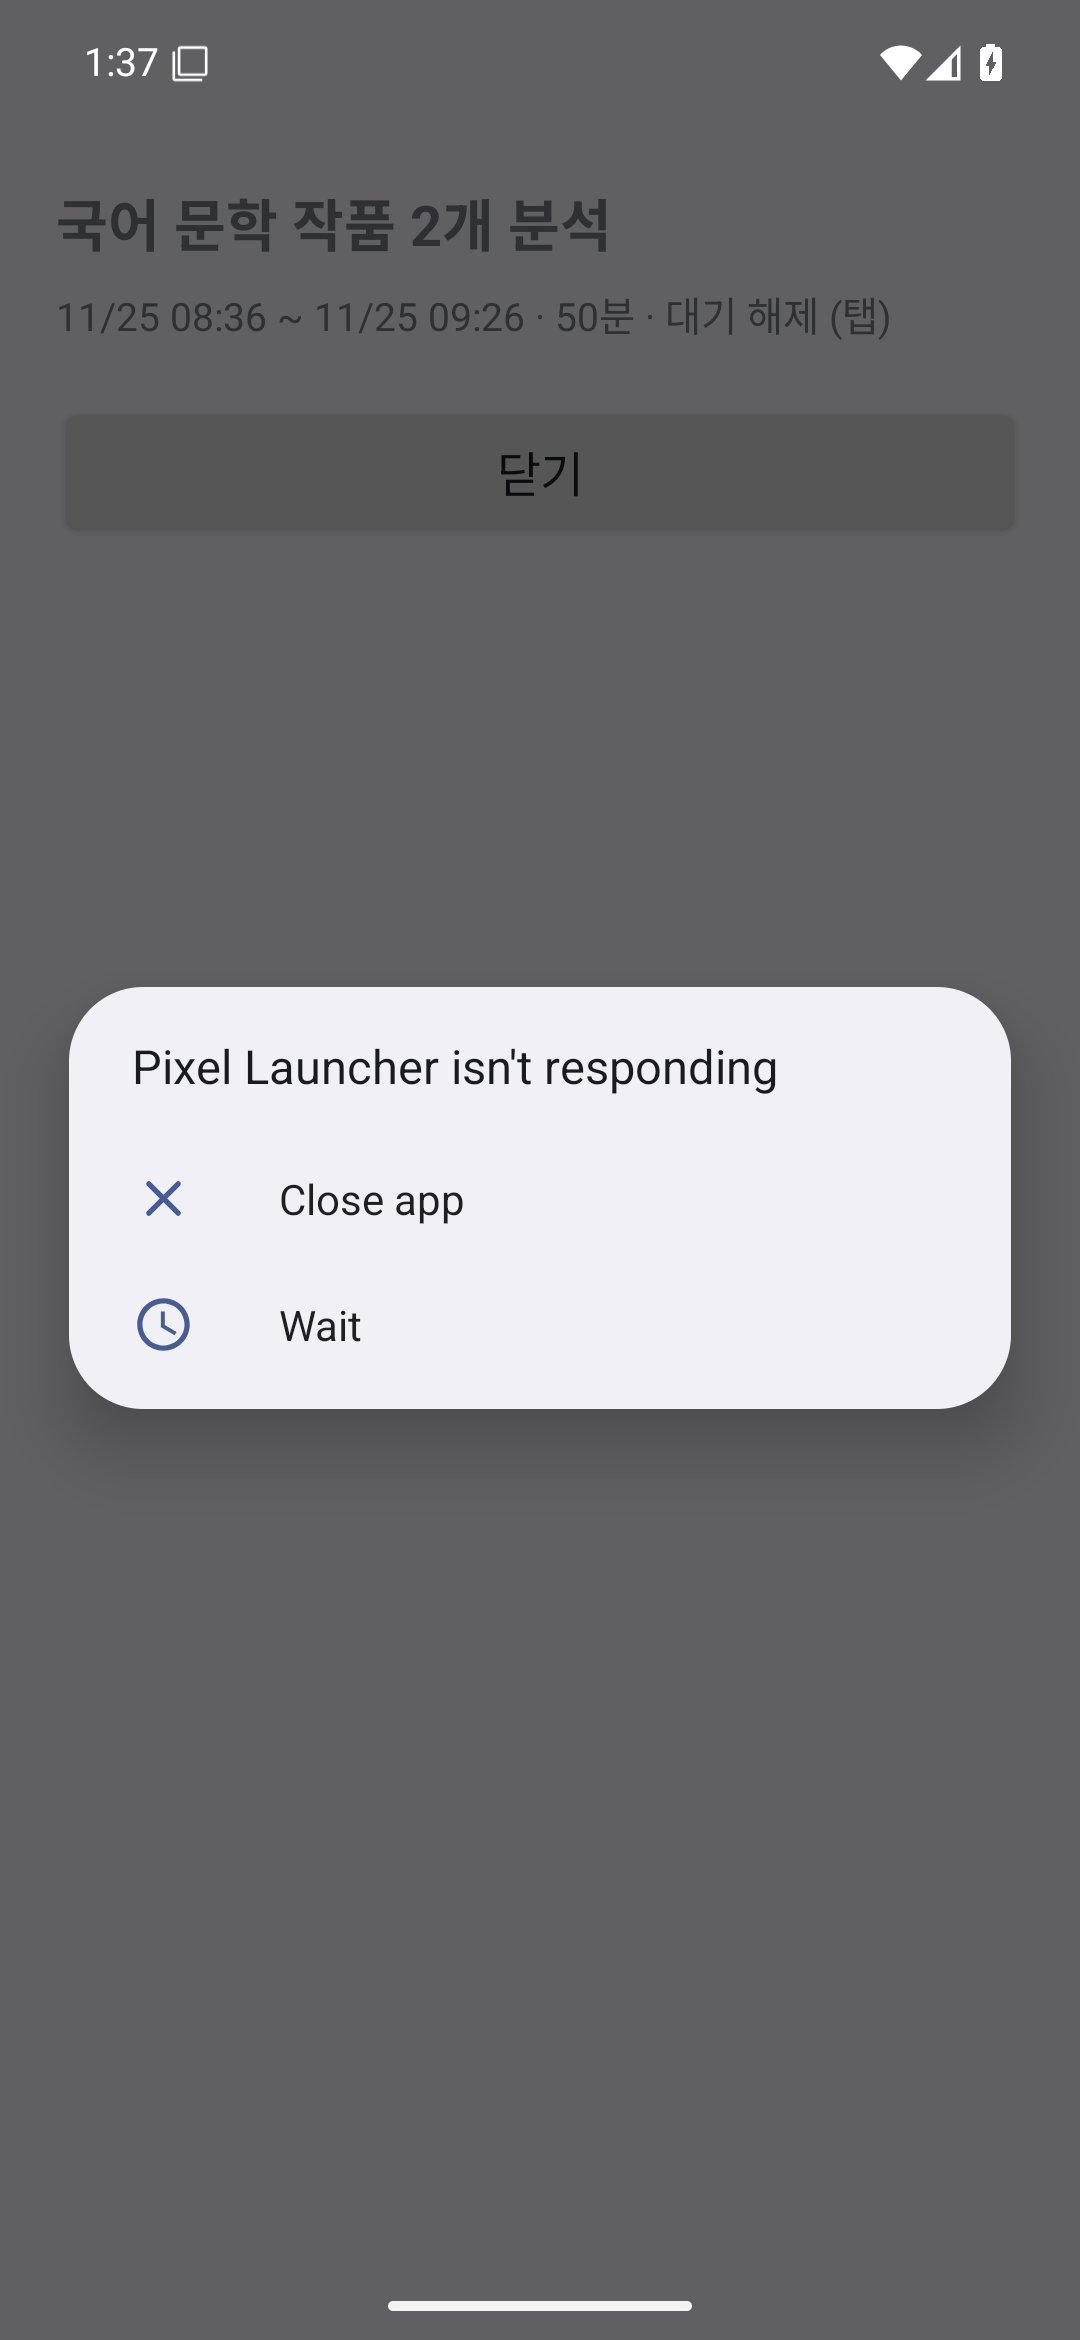 1:37
국어 문학 작품 2개 분석
11/25 08:36 ~ 11/25 09:26 · 50분 · 대기 해제 (탭)
닫기
Pixel Launcher isn't responding
Close app
Wait